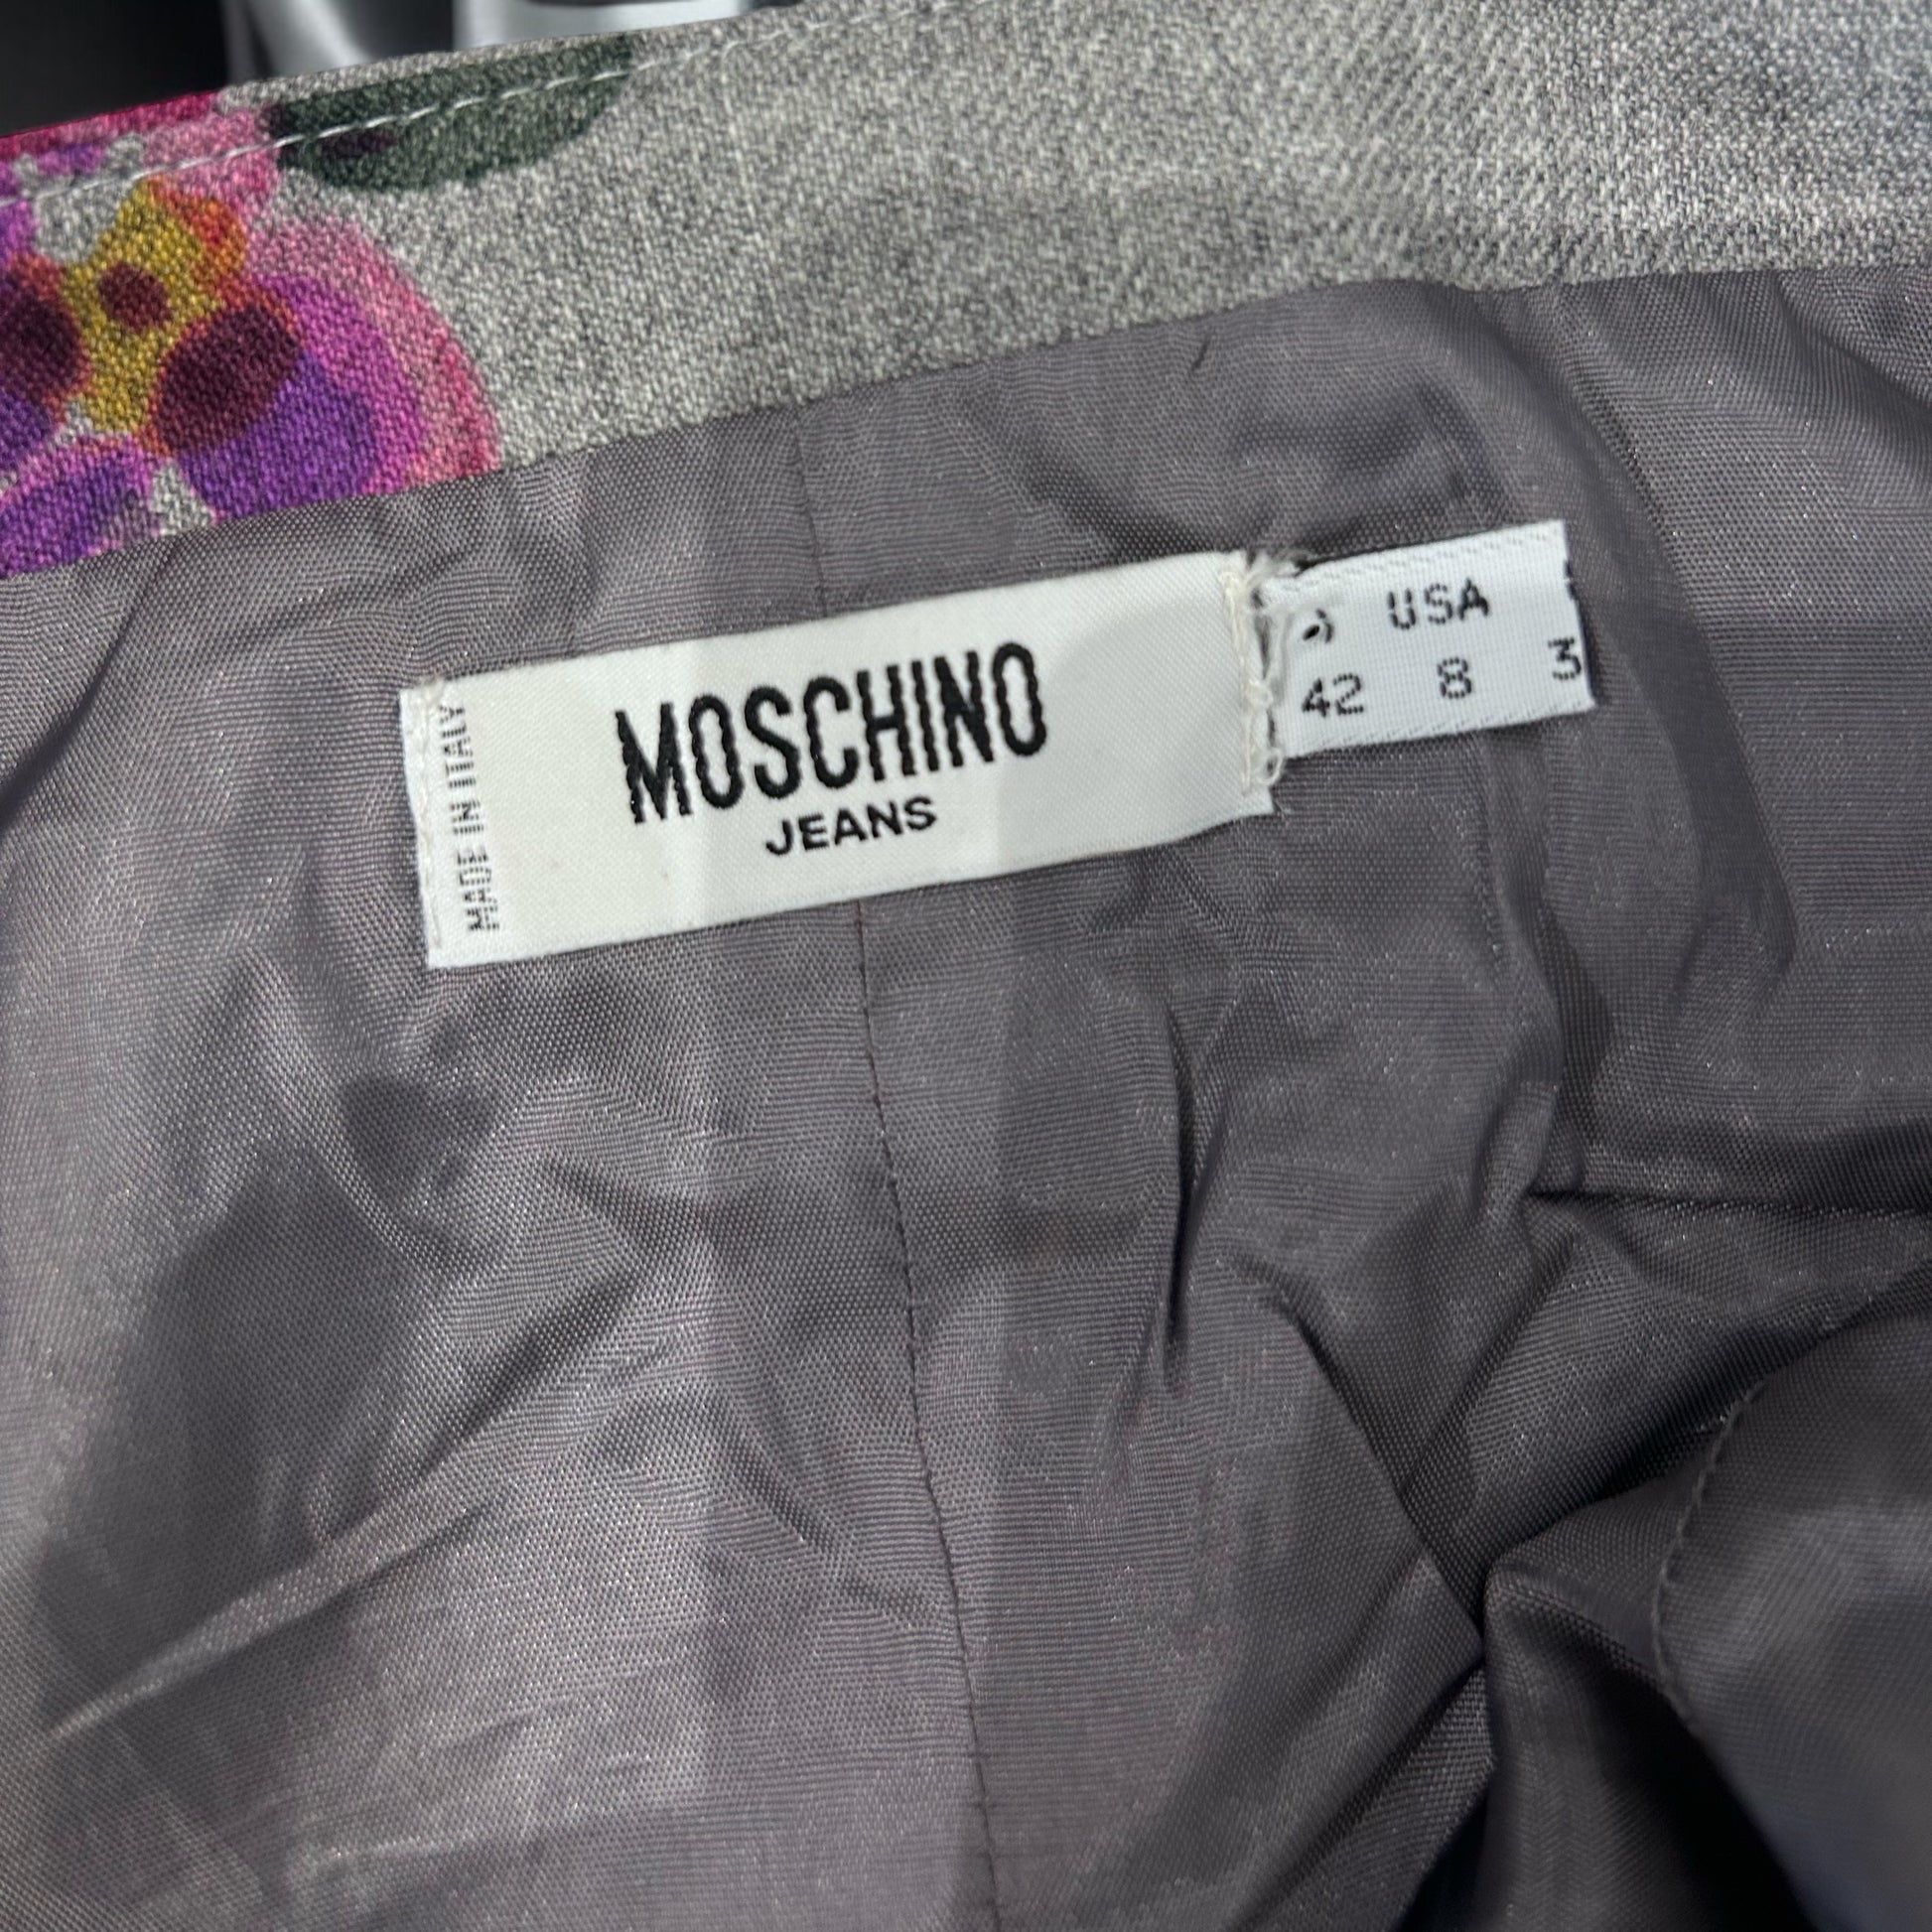 MADE IN ITALY
MOSCHINO
JEANS
USA
42 8 3